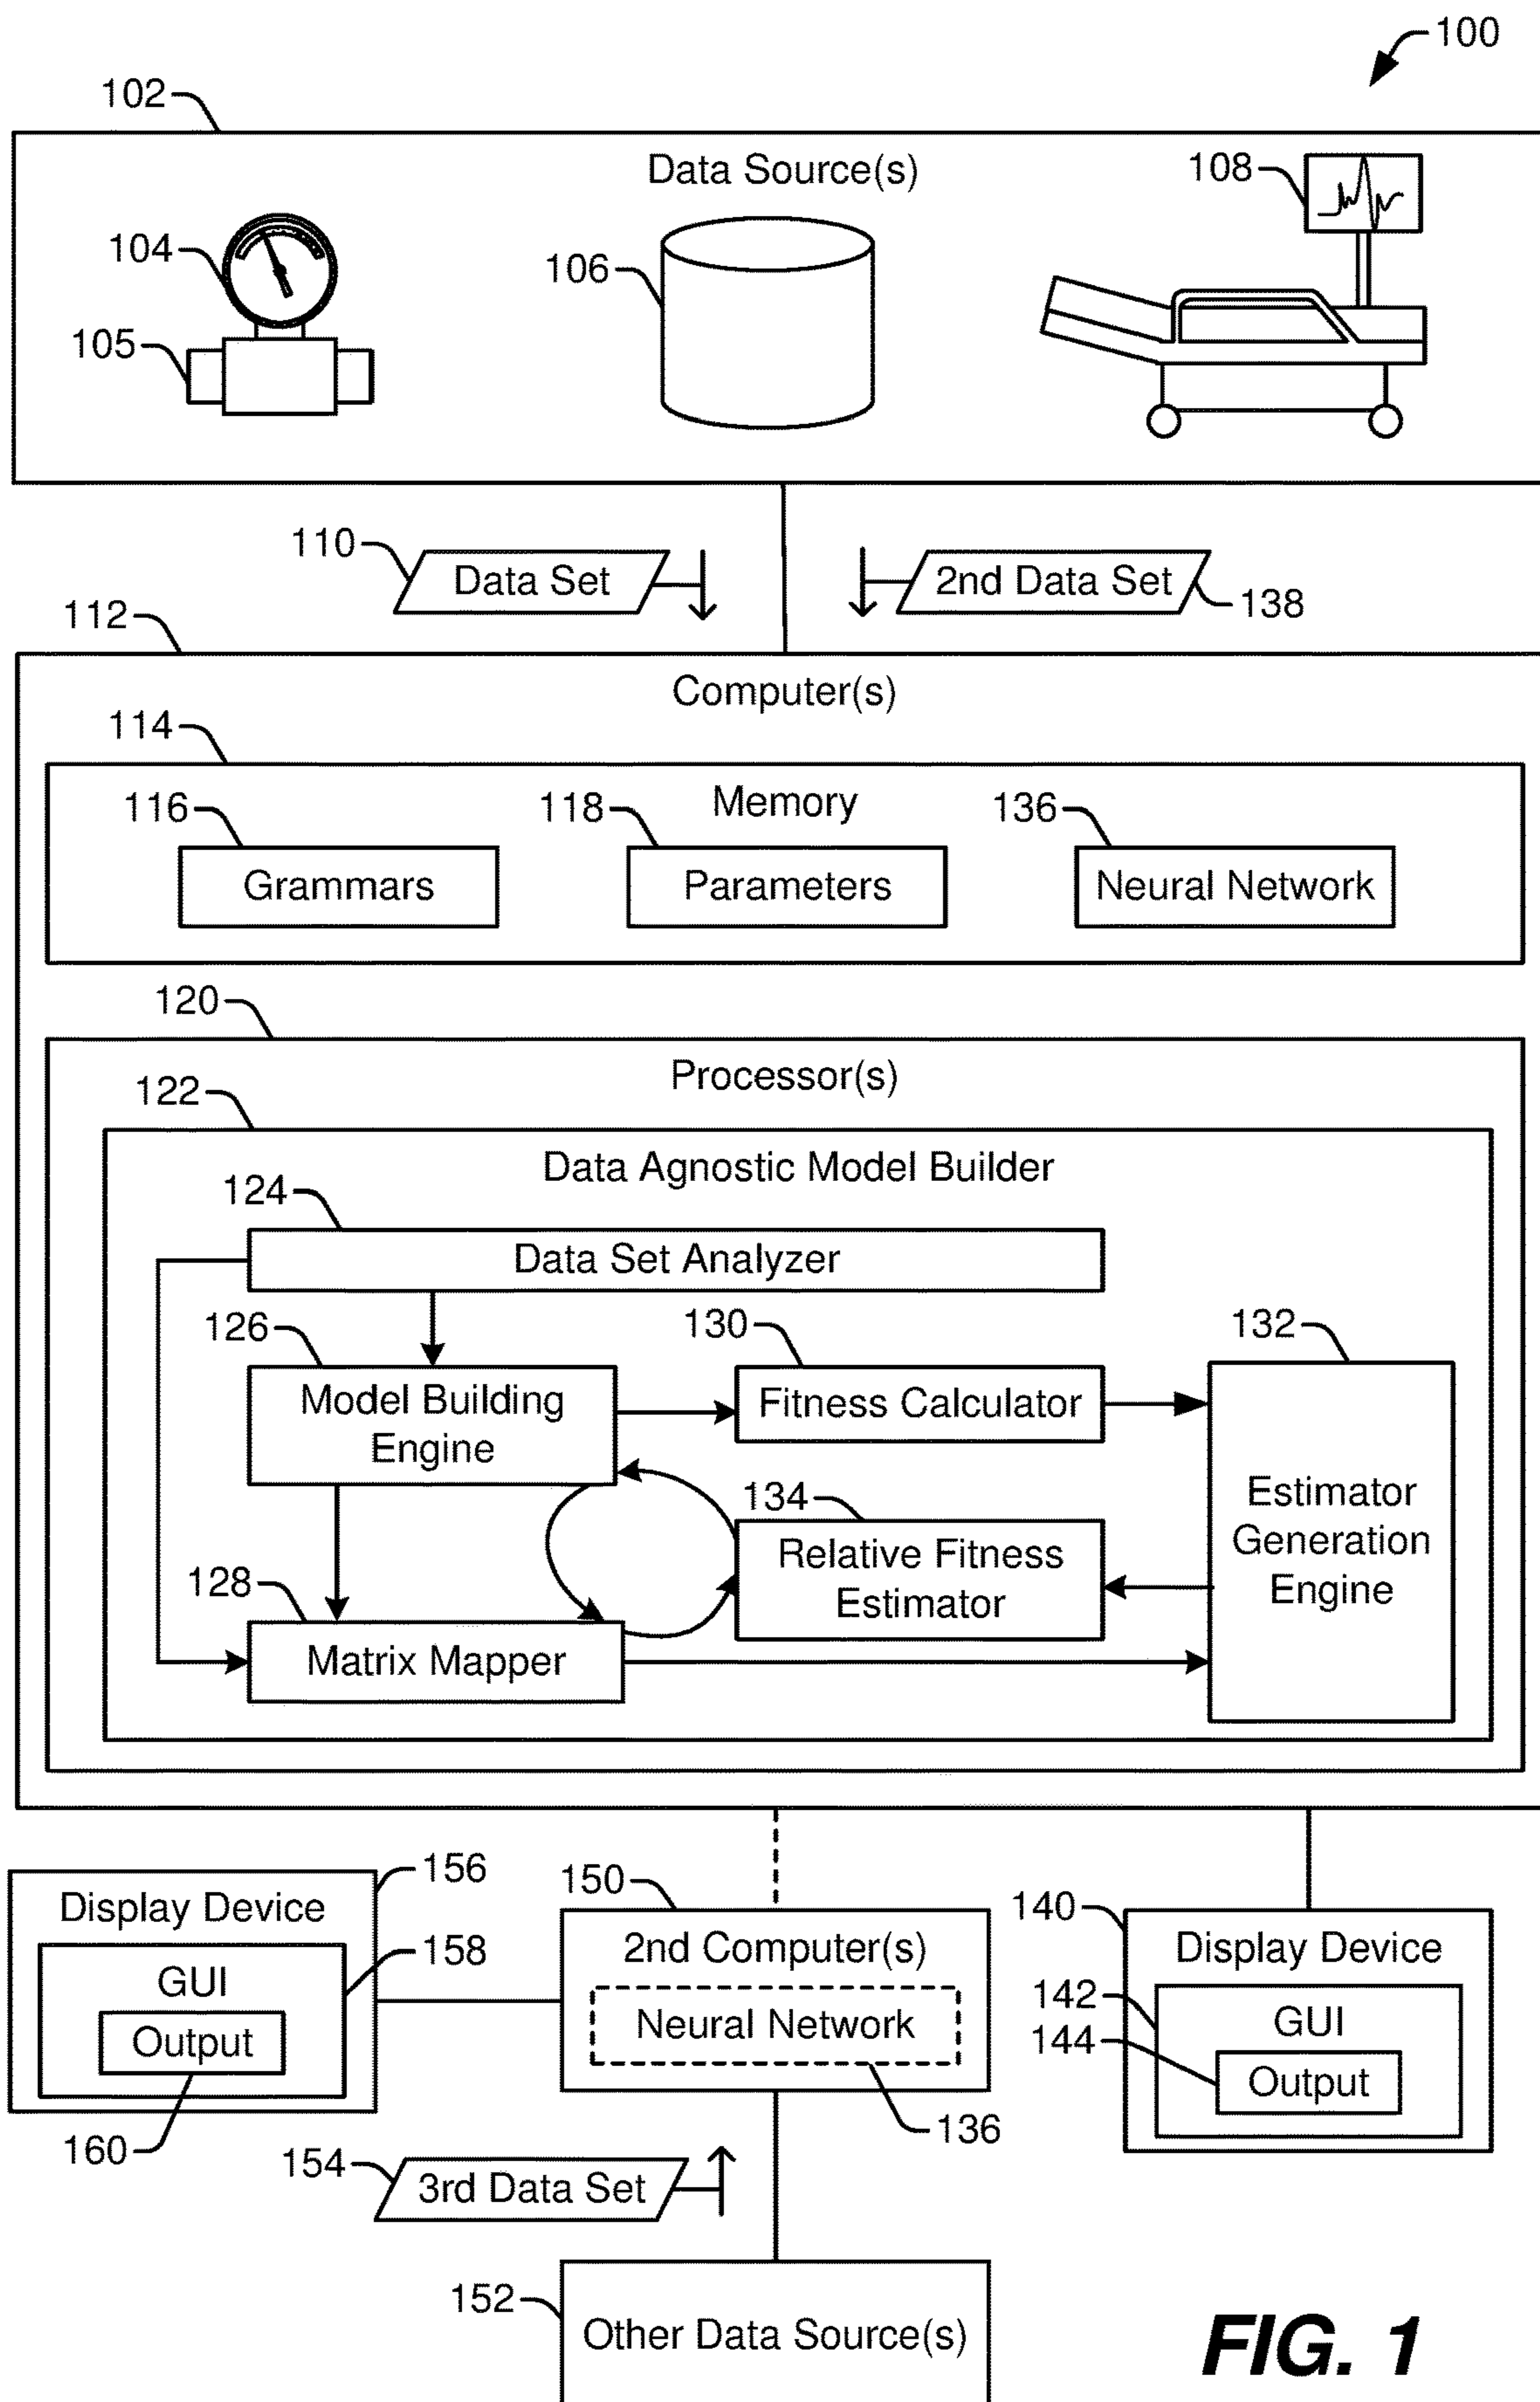 100
102
Data Source(s)
108
104
106
105
110
Data Set
2nd Data Set
138
112
Computer(s)
114
Memory
116
118
136
Grammars
Parameters
Neural Network
120
Processor(s)
122
Data Agnostic Model Builder
124
Data Set Analyzer
126
130
132
Model Building
Engine
Fitness Calculator
134
Relative Fitness
Estimator
Estimator
Generation
Engine
128
Matrix Mapper
156
Display Device
158
GUI
Output
160
150
2nd Computer(s)
Neural Network
136
140
Display Device
142
GUI
144
Output
154
3rd Data Set
152
Other Data Source(s)
FIG. 1